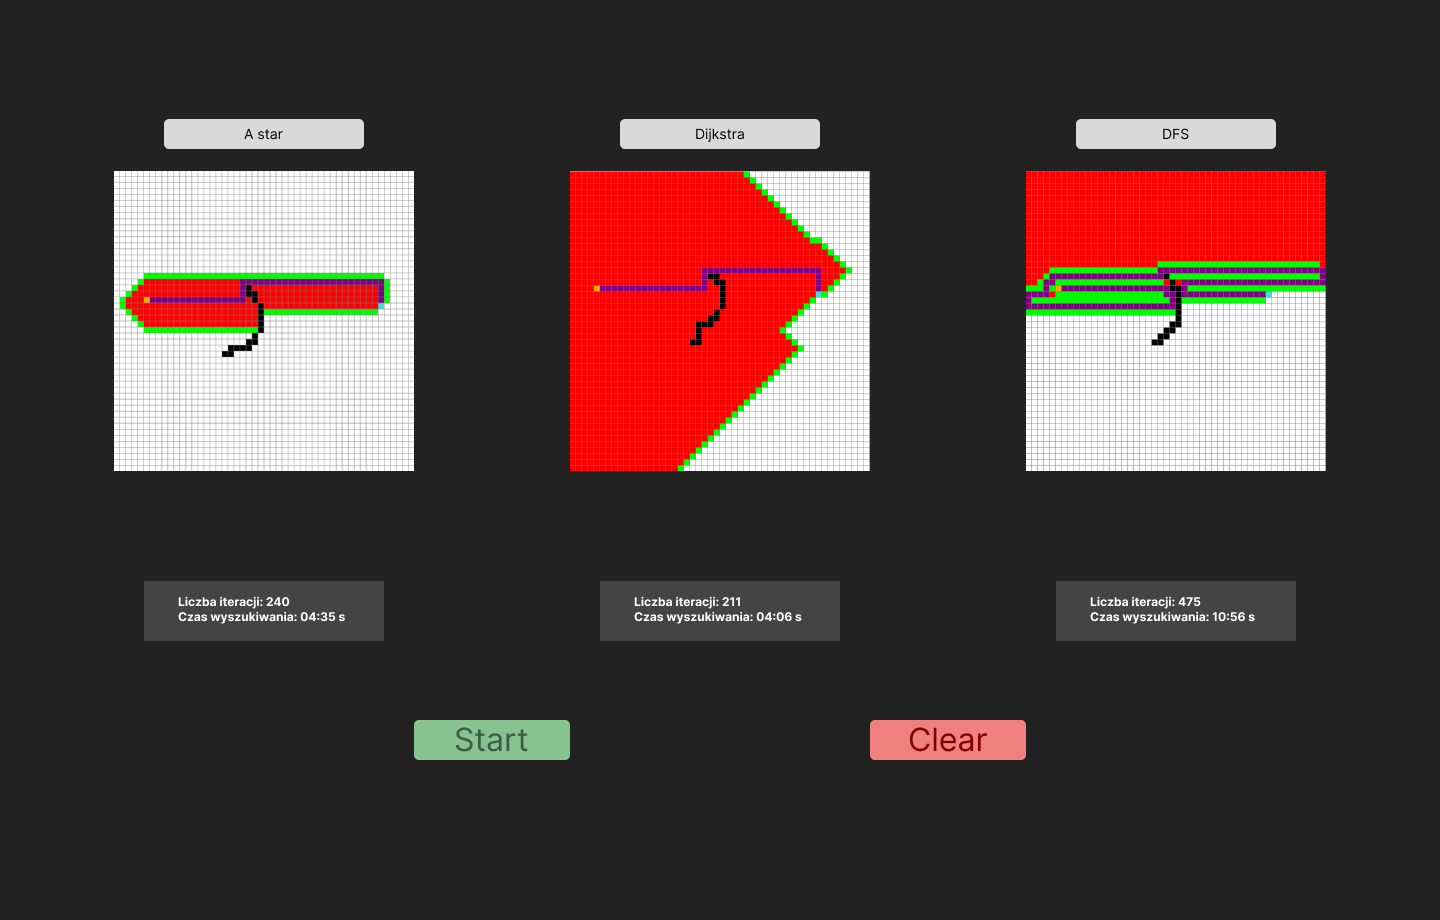 A star
Dijkstra
DFS
Liczba iteracji: 240
Czas wyszukiwania: 04:35 s
Liczba iteracji: 211
Czas wyszukiwania: 04:06 s
Liczba iteracji: 475
Czas wyszukiwania: 10:56 s
Start
Clear